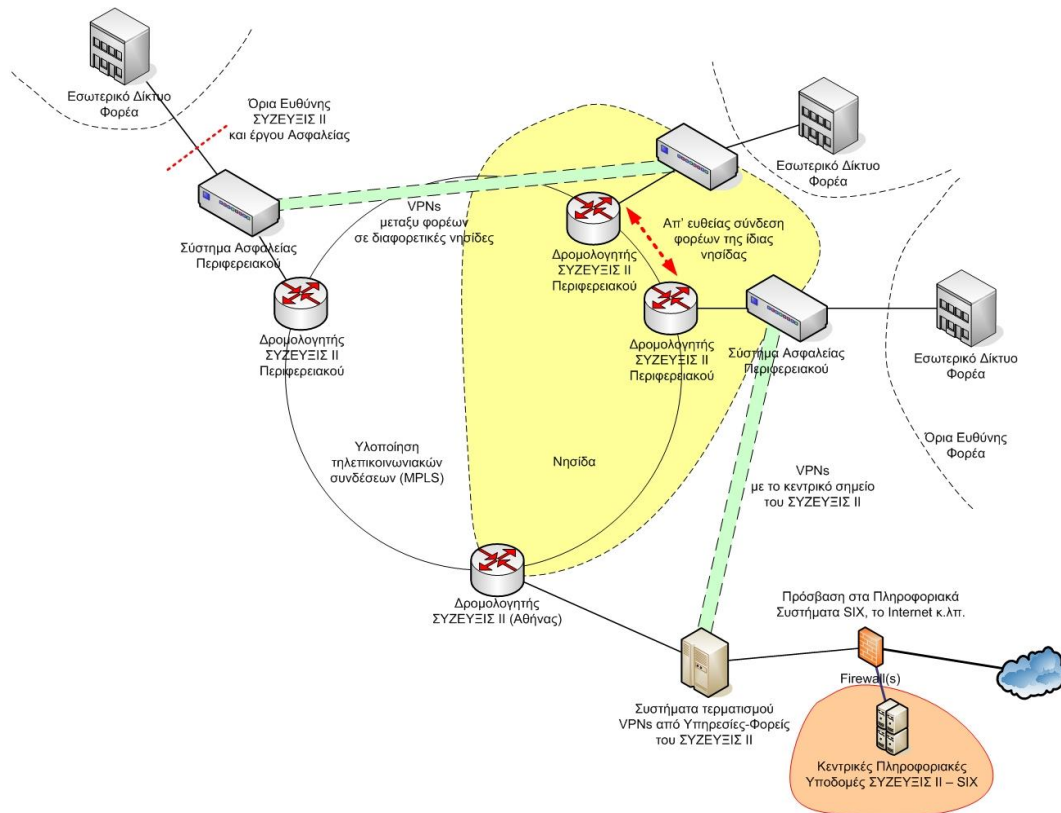 Εσωτερικό Δίκτυο
Φορέα
Όρια Ευθύνης
ΣΥΖΕΥΞΙΣ ΙΙ
και έργου Ασφαλείας
Εσωτερικό Δίκτυο
Φορέα
VPNs
μεταξυ φορέων
σε διαφορετικές νησίδες
Απ’ ευθείας σύνδεση
φορέων της ίδιας
νησίδας
Σύστημα Ασφαλείας
Περιφερειακού
Δρομολογητής
ΣΥΖΕΥΞΙΣ ΙΙ
Περιφερειακού
Δρομολογητής
ΣΥΖΕΥΞΙΣ ΙΙ
Περιφερειακού
Δρομολογητής
ΣΥΖΕΥΞΙΣ ΙΙ
Περιφερειακού
Σύστημα Ασφαλείας
Περιφερειακού
Εσωτερικό Δίκτυο
Φορέα
Όρια Ευθύνης
Φορέα
Υλοποίηση
τηλεπικοινωνιακών
συνδέσεων (MPLS)
Νησίδα
VPNs
με το κεντρικό σημείο
του ΣΥΖΕΥΞΙΣ ΙΙ
Δρομολογητής
ΣΥΖΕΥΞΙΣ ΙΙ (Αθήνας)
Πρόσβαση στα Πληροφοριακά
Συστήματα SIX, το Internet κ.λπ.
Firewall(s)
Συστήματα τερματισμού
VPNs από Υπηρεσίες-Φορείς
του ΣΥΖΕΥΞΙΣ ΙΙ
Κεντρικές Πληροφοριακές
Υποδομές ΣΥΖΕΥΞΙΣ ΙΙ – SIX